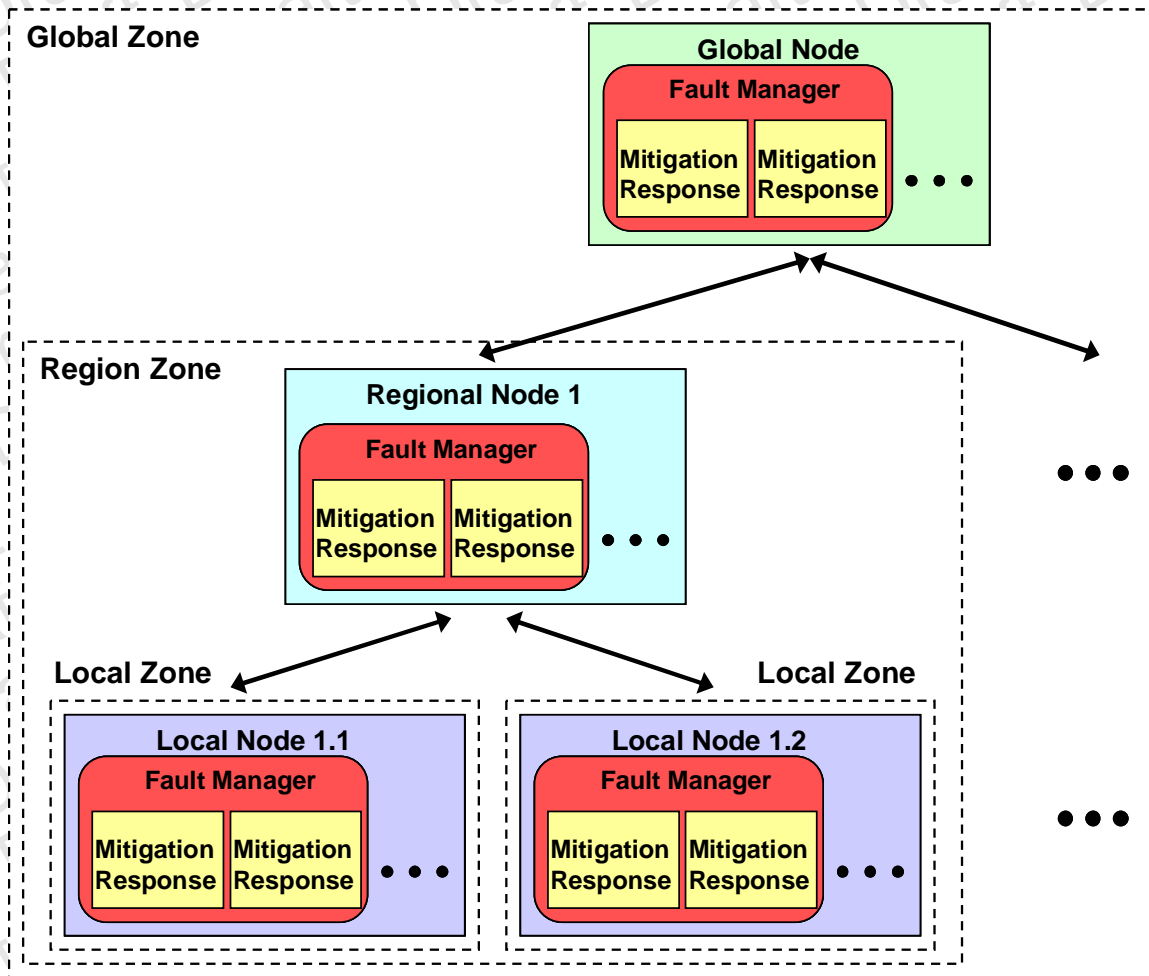 Global Zone
Global Node
Fault Manager
Mitigation Response
Mitigation Response
• • •
Region Zone
Regional Node 1
Fault Manager
Mitigation Response
Mitigation Response
• • •
•••
Local Zone
Local Zone
Local Node 1.1
Fault Manager
Mitigation Response
Mitigation Response
• • •
Local Node 1.2
Fault Manager
Mitigation Response
Mitigation Response
• • •
•••